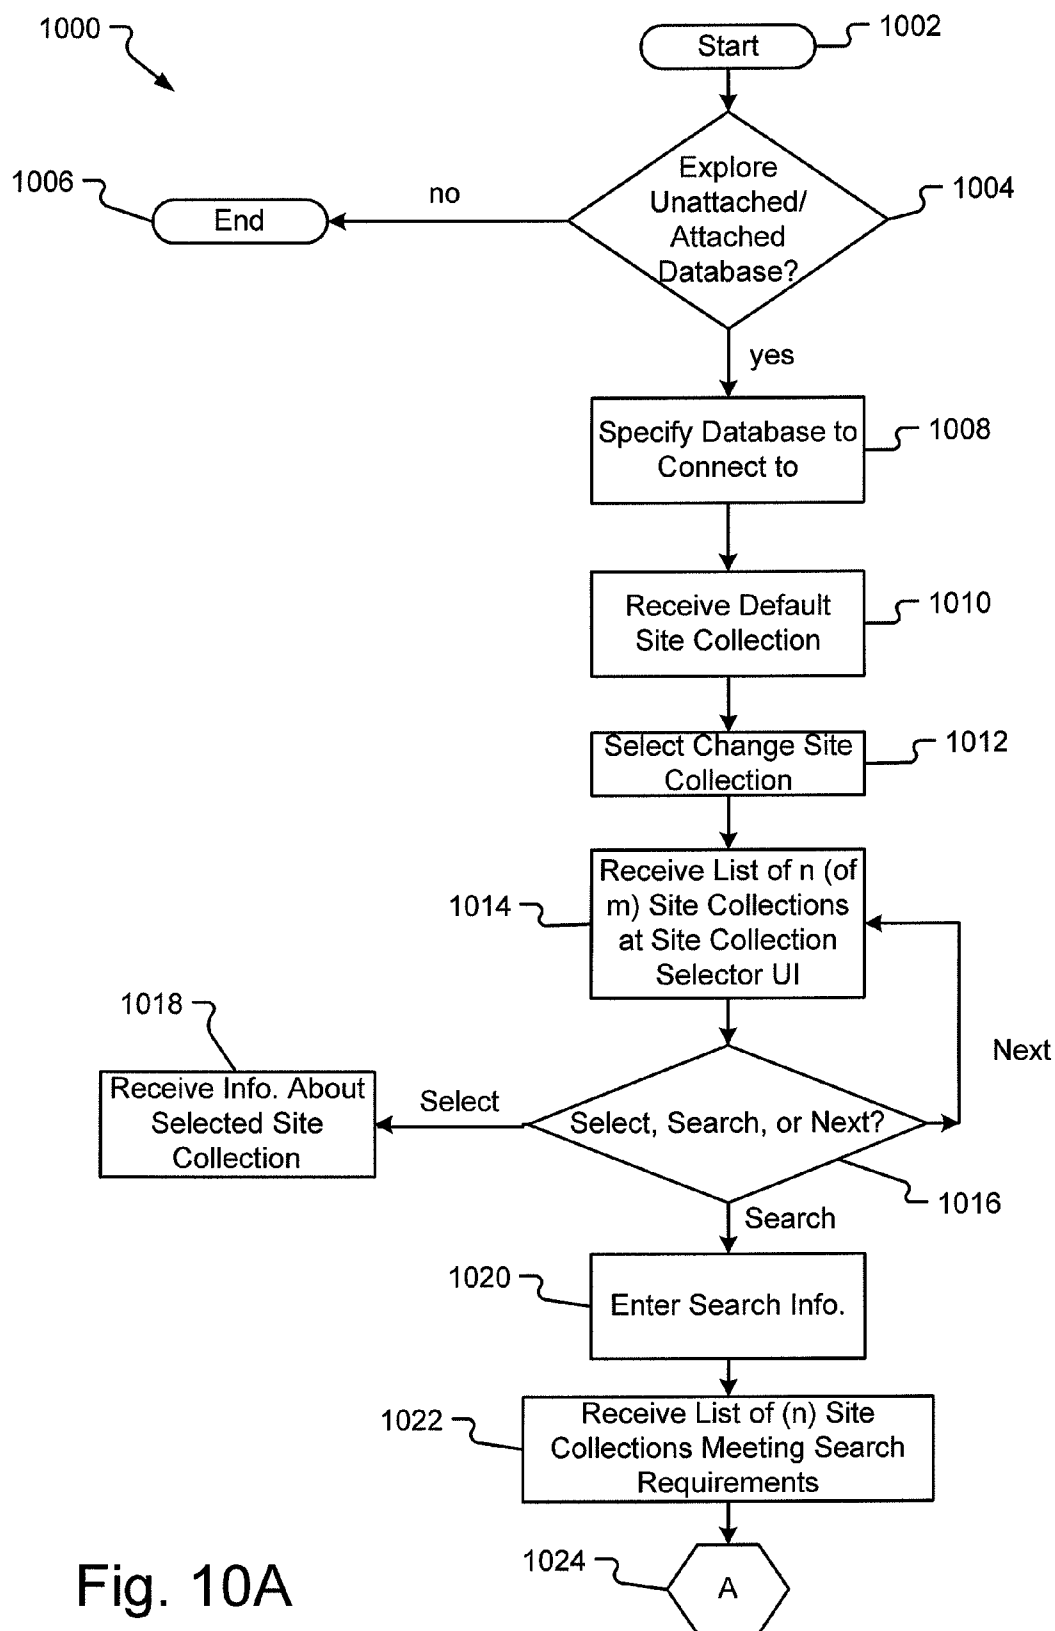 1000
Start
1002
Explore
Unattached/
Attached
Database?
1004
no
1006
End
yes
Specify Database to
Connect to
1008
Receive Default
Site Collection
1010
Select Change Site
Collection
1012
Receive List of n (of
m) Site Collections
at Site Collection
Selector UI
1014
Next
Select, Search, or Next?
1016
Select
1018
Receive Info. About
Selected Site
Collection
Search
1020
Enter Search Info.
1022
Receive List of (n) Site
Collections Meeting Search
Requirements
1024
A
Fig. 10A